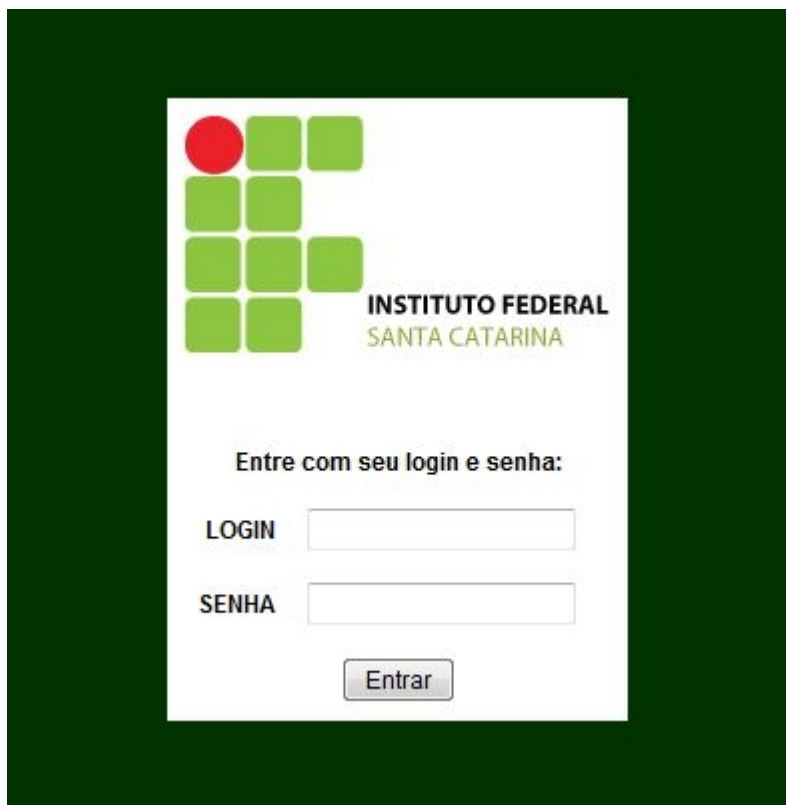 INSTITUTO FEDERAL
SANTA CATARINA
Entre com seu login e senha:
LOGIN
SENHA
Entrar